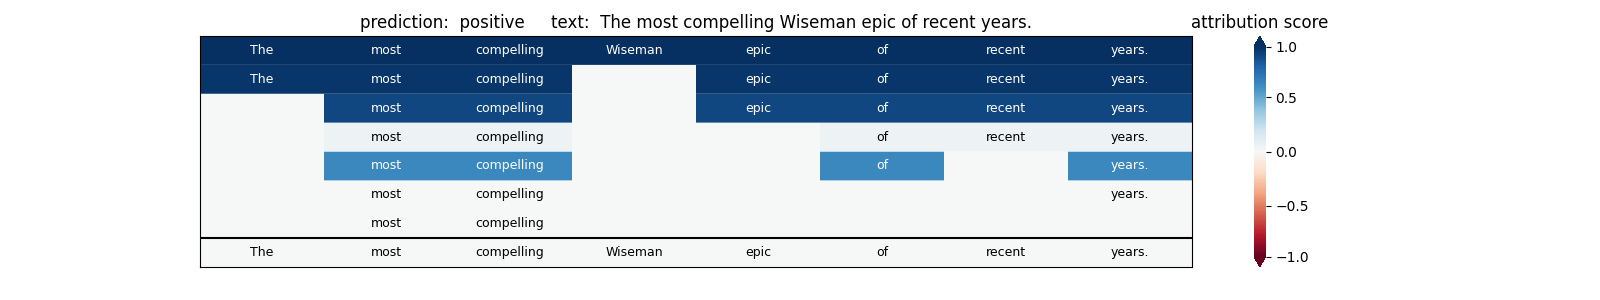 prediction:  positive     text:  The most compelling Wiseman epic of recent years.     attribution score
The most compelling Wiseman epic of recent years.
The most compelling epic of recent years.
most compelling epic of recent years.
most compelling of recent years.
most compelling of years.
most compelling years.
most compelling
The most compelling Wiseman epic of recent years.
1.0
0.5
0.0
−0.5
−1.0